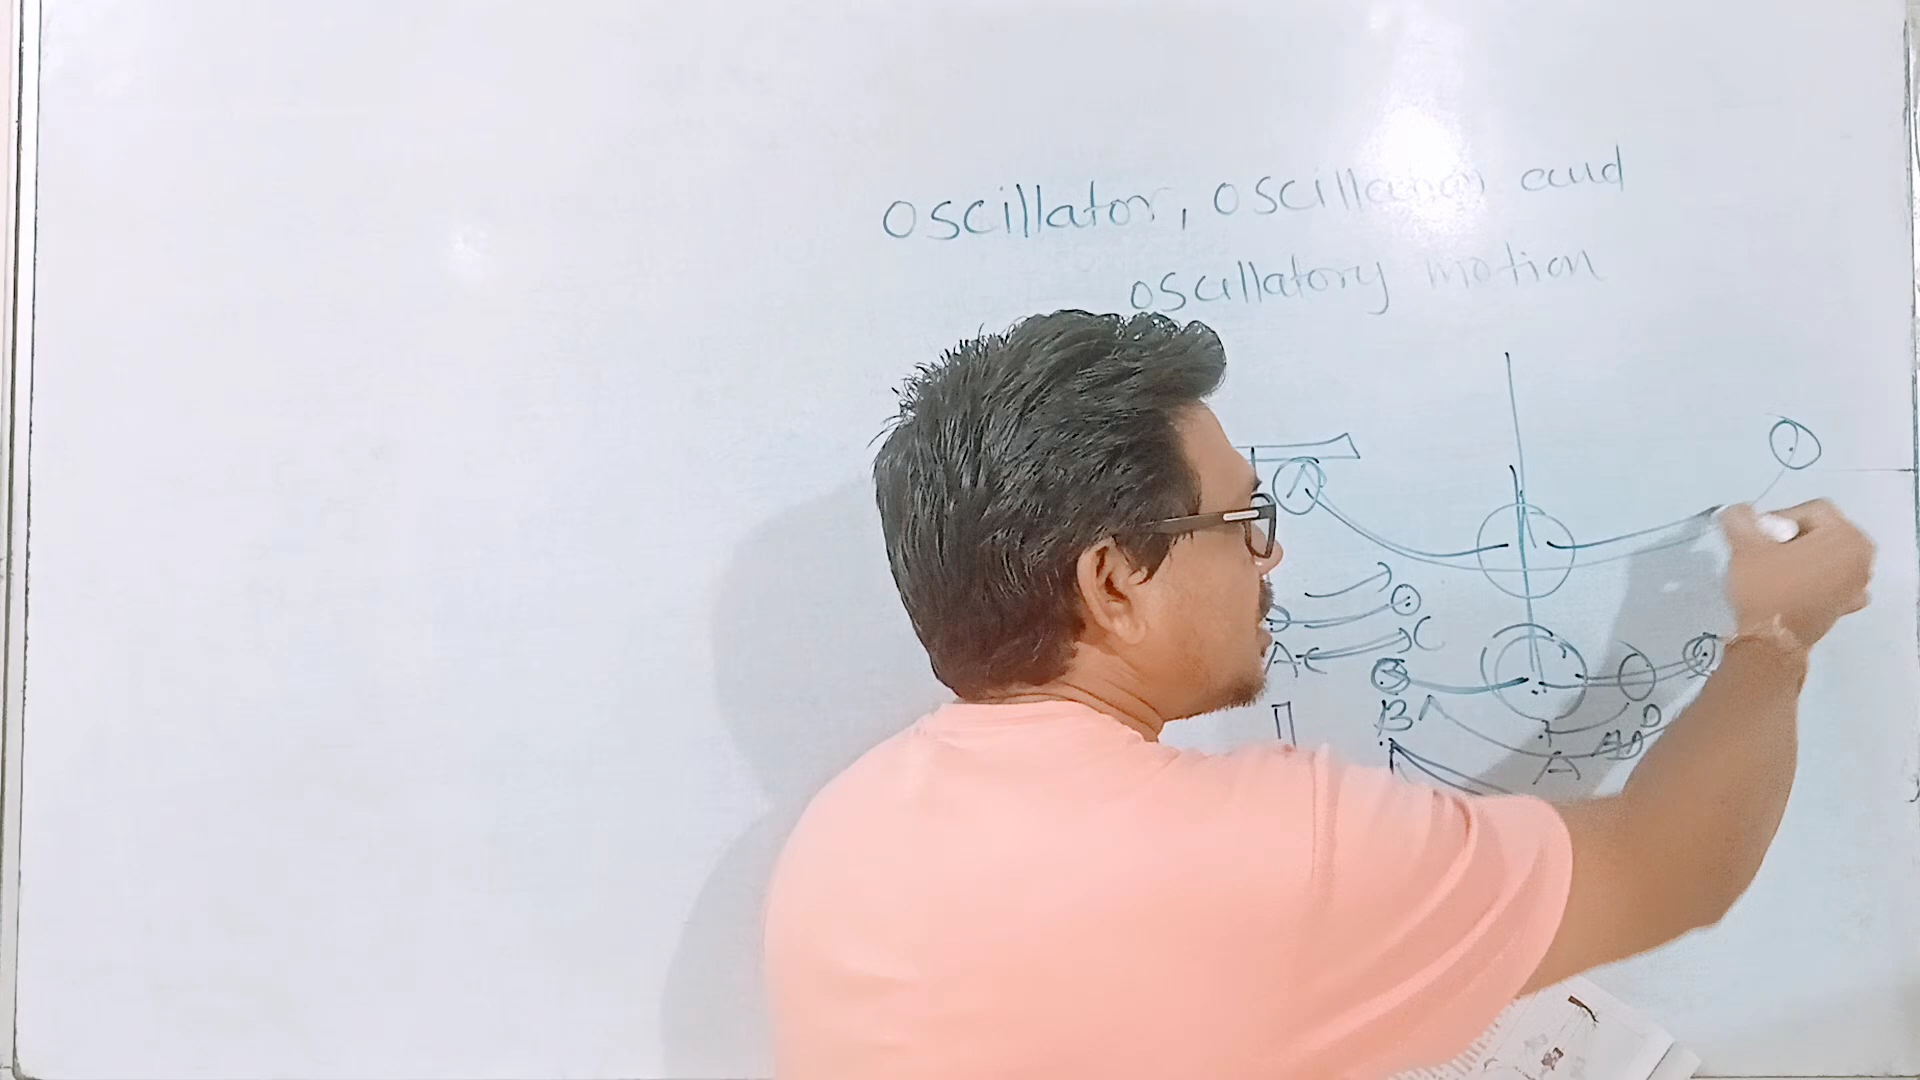 oscillator, oscillation and
oscillatory motion
A C
B
D
A